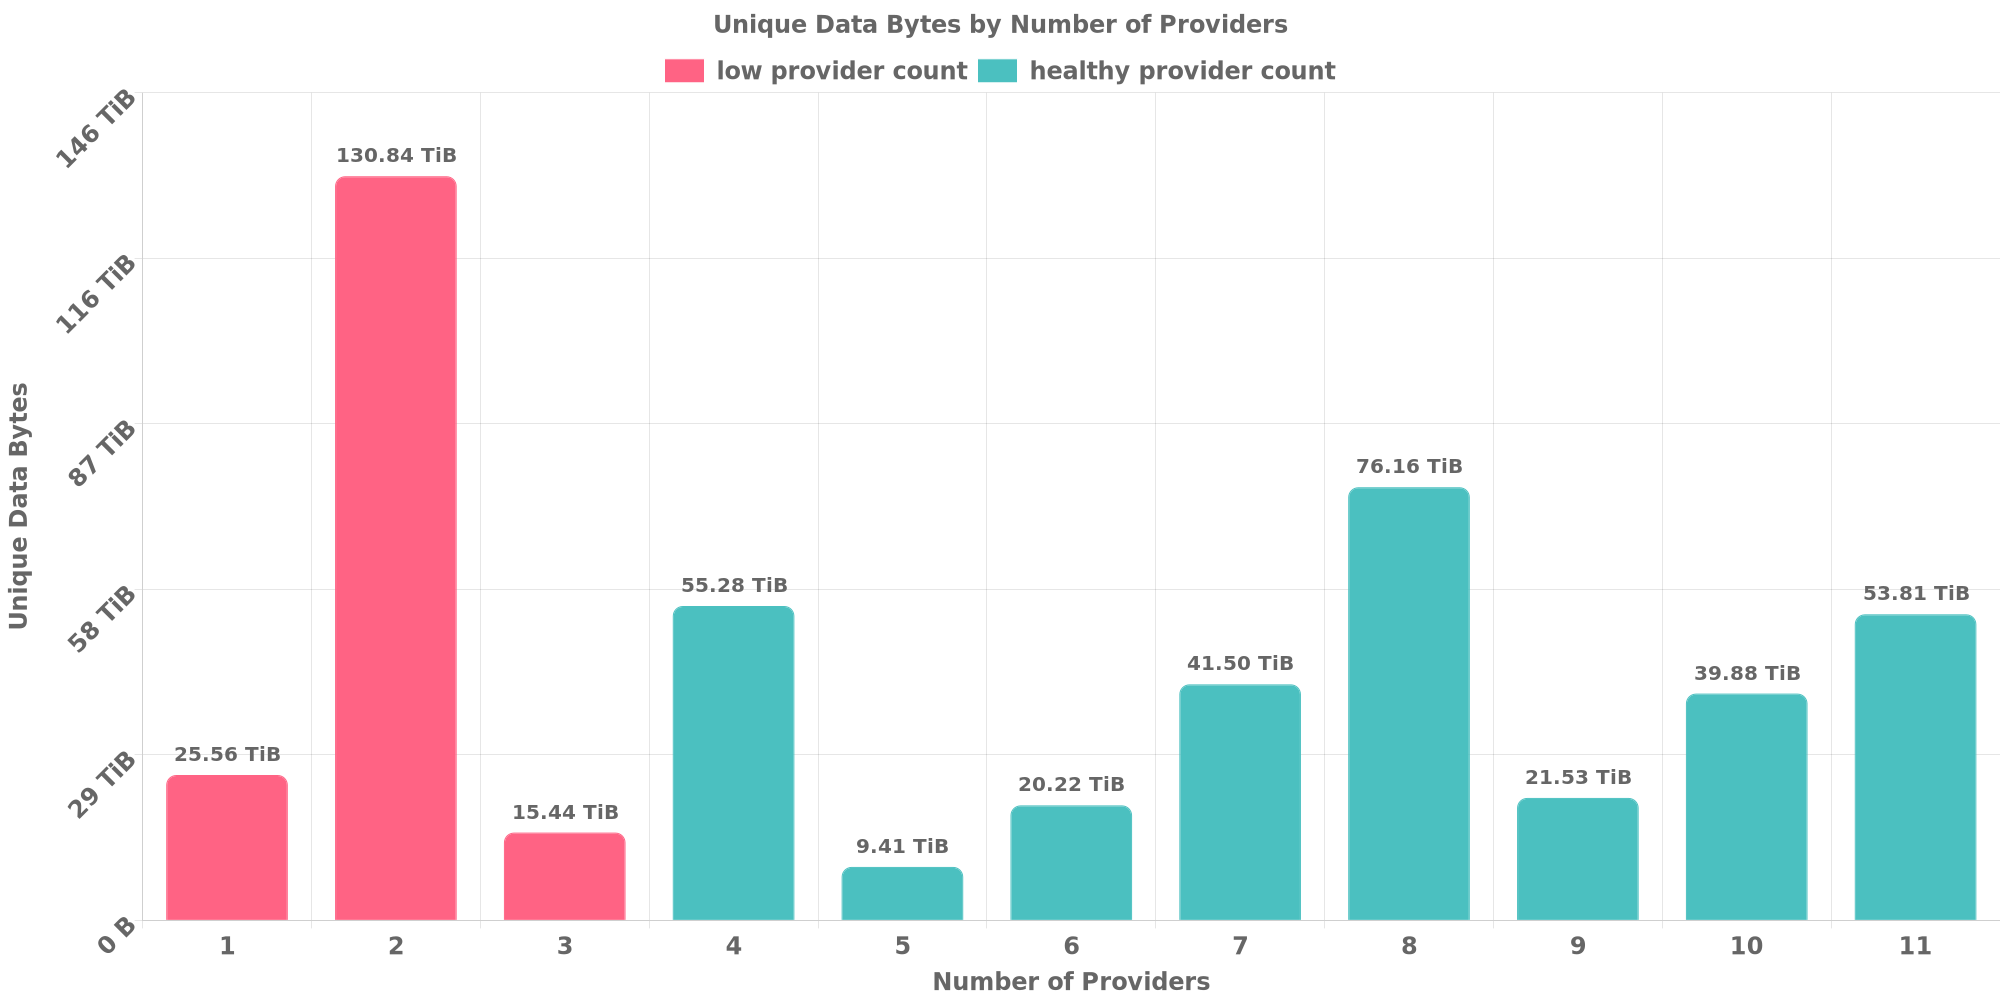 Unique Data Bytes by Number of Providers
low provider count healthy provider count
146 TiB
116 TiB
87 TiB
58 TiB
29 TiB
0 B
Unique Data Bytes
25.56 TiB
130.84 TiB
15.44 TiB
55.28 TiB
9.41 TiB
20.22 TiB
41.50 TiB
76.16 TiB
21.53 TiB
39.88 TiB
53.81 TiB
1 2 3 4 5 6 7 8 9 10 11
Number of Providers